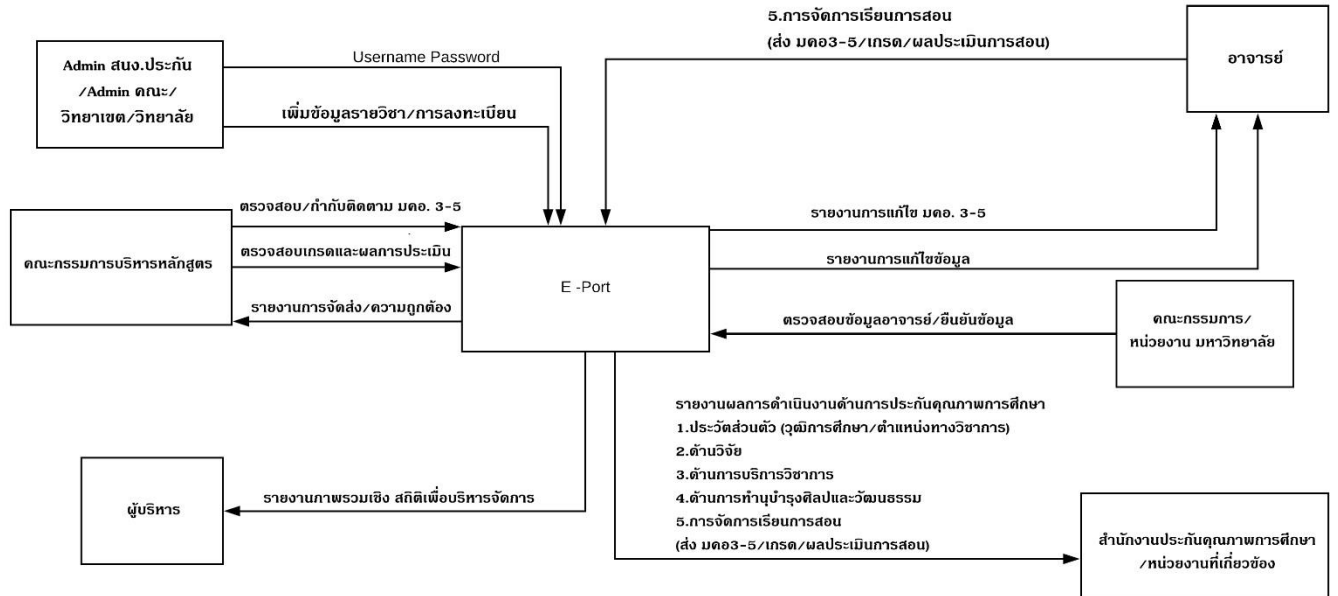 5.การจัดการเรียนการสอน
(ส่ง มคอ3-5/เกรด/ผลประเมินการสอน)
Admin สนง.ประกัน
/Admin คณะ/
วิทยาเขต/วิทยาลัย
Username Password
เพิ่มข้อมูลรายวิชา/การลงทะเบียน
อาจารย์
คณะกรรมการบริหารหลักสูตร
ตรวจสอบ/กำกับติดตาม มคอ. 3-5
ตรวจสอบเกรดและผลการประเมิน
รายงานการจัดส่ง/ความถูกต้อง
E -Port
รายงานการแก้ไข มคอ. 3-5
รายงานการแก้ไขข้อมูล
ตรวจสอบข้อมูลอาจารย์/ยืนยันข้อมูล
คณะกรรมการ/
หน่วยงาน มหาวิทยาลัย
ผู้บริหาร
รายงานภาพรวมเชิง สถิติเพื่อบริหารจัดการ
รายงานผลการดำเนินงานด้านการประกันคุณภาพการศึกษา
1.ประวัตส่วนตัว (วุฒิการศึกษา/ตำแหน่งทางวิชาการ)
2.ด้านวิจัย
3.ด้านการบริการวิชาการ
4.ด้านการทำนุบำรุงศิลปและวัฒนธรรม
5.การจัดการเรียนการสอน
(ส่ง มคอ3-5/เกรด/ผลประเมินการสอน)
สำนักงานประกันคุณภาพการศึกษา
/หน่วยงานที่เกี่ยวข้อง